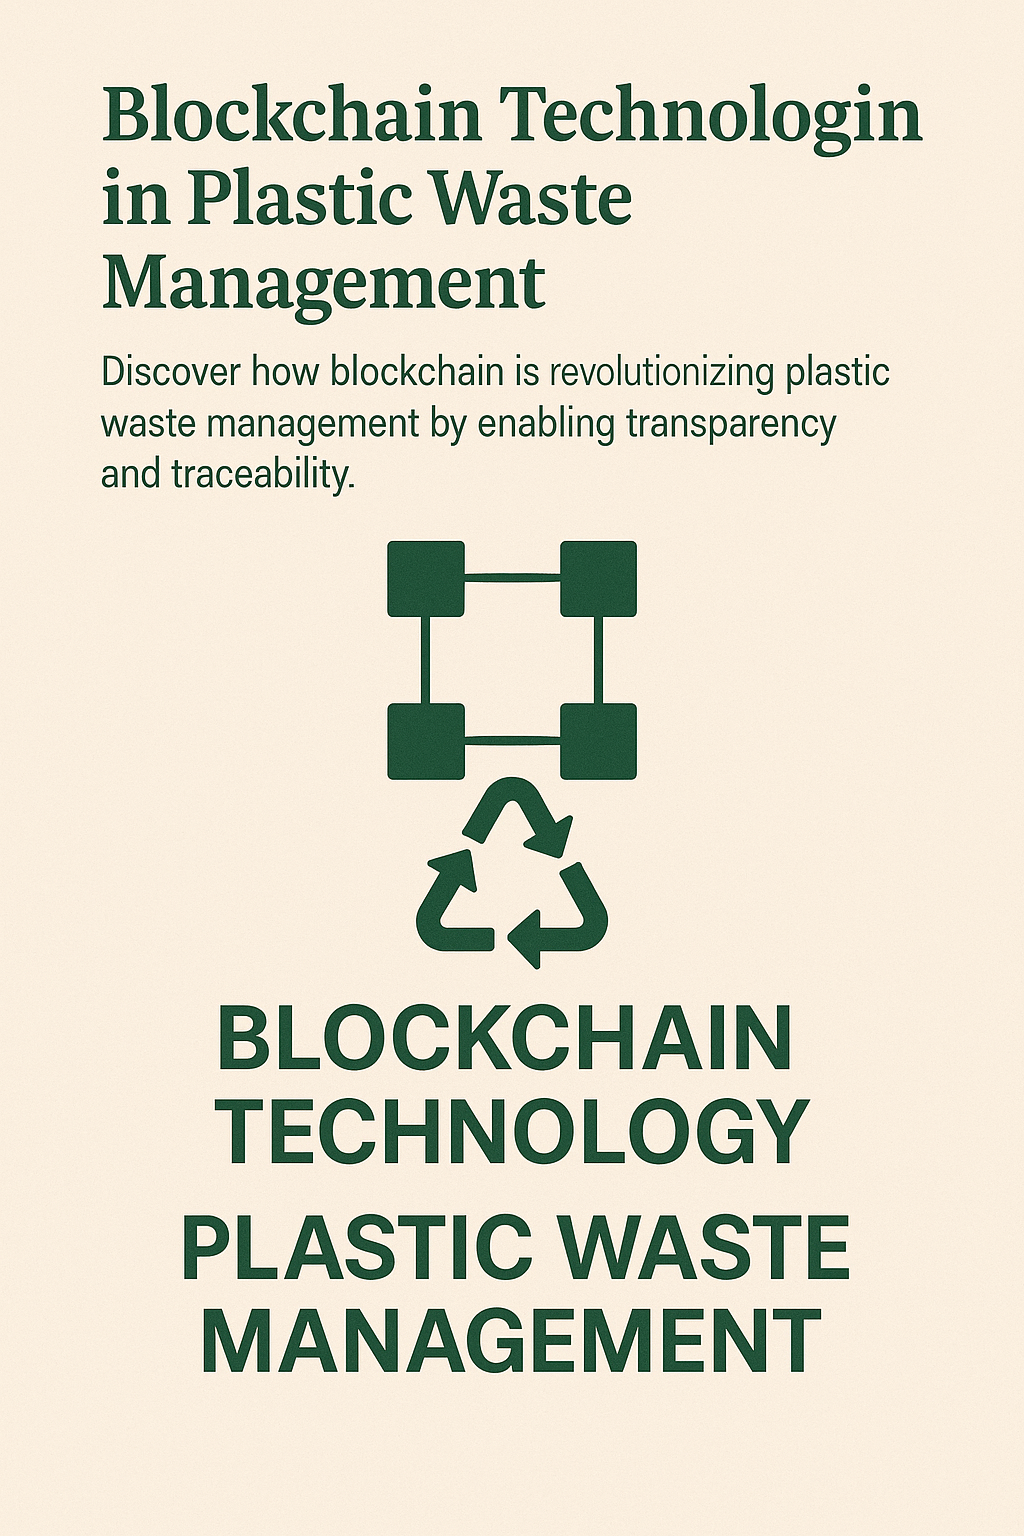 Blockchain Technologin
in Plastic Waste
Management
Discover how blockchain is revolutionizing plastic
waste management by enabling transparency
and traceability.
BLOCKCHAIN
TECHNOLOGY
PLASTIC WASTE
MANAGEMENT